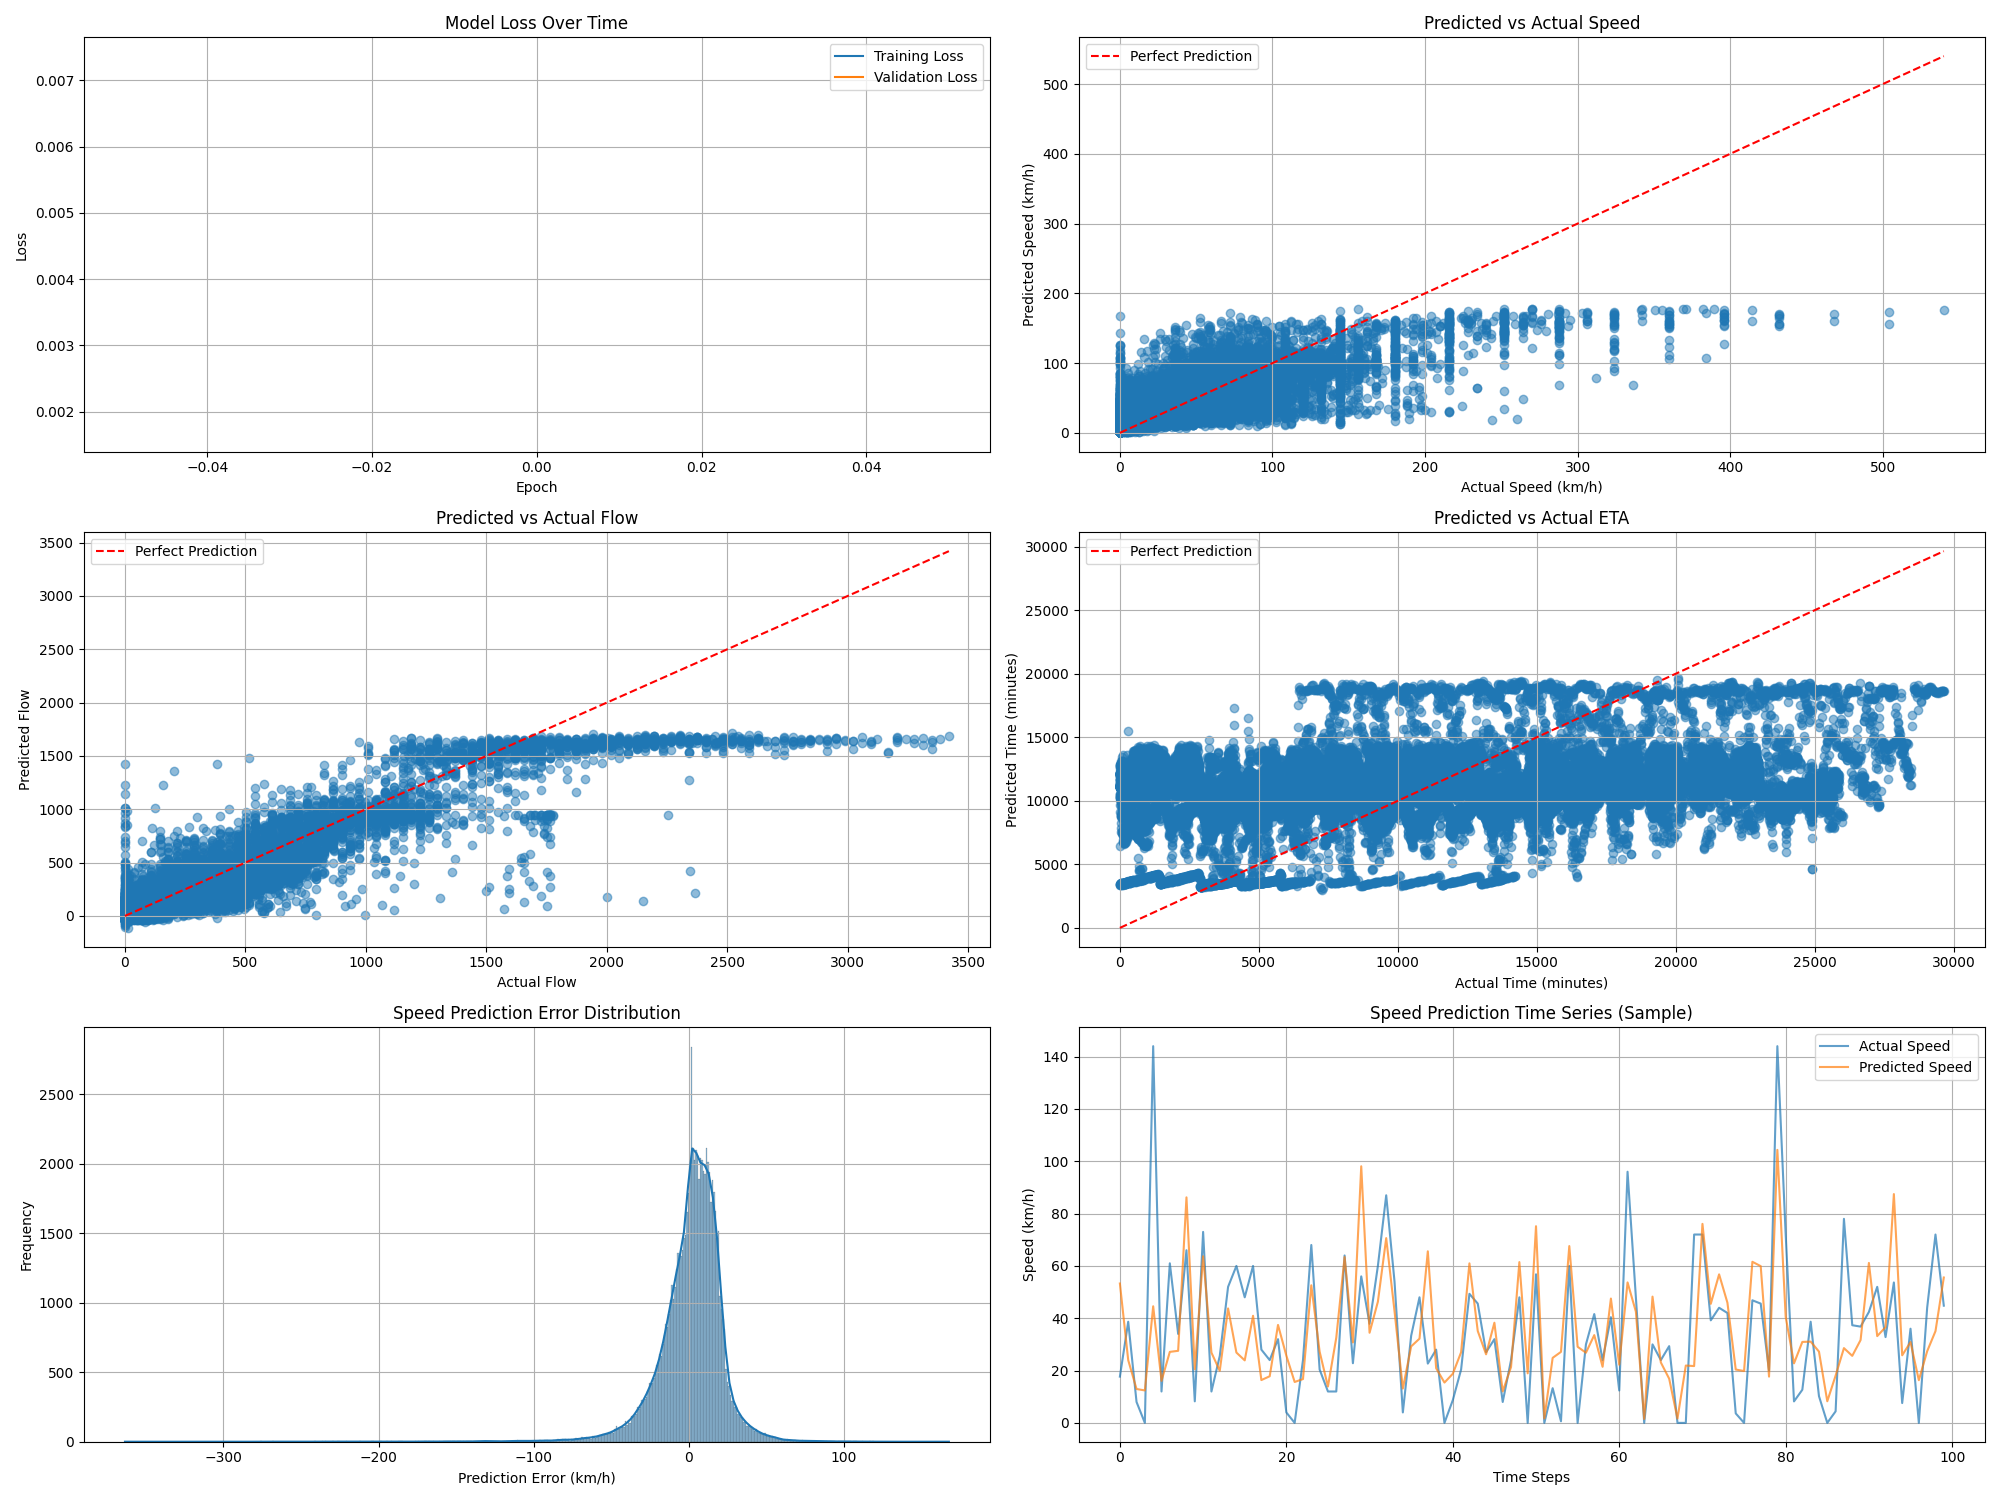 Model Loss Over Time
Training Loss
Validation Loss
0.007
0.006
0.005
0.004
0.003
0.002
Loss
−0.04 −0.02 0.00 0.02 0.04
Epoch
Predicted vs Actual Speed
Perfect Prediction
500
400
300
200
100
0
Predicted Speed (km/h)
0 100 200 300 400 500
Actual Speed (km/h)
Predicted vs Actual Flow
Perfect Prediction
3500
3000
2500
2000
1500
1000
500
0
Predicted Flow
0 500 1000 1500 2000 2500 3000 3500
Actual Flow
Predicted vs Actual ETA
Perfect Prediction
30000
25000
20000
15000
10000
5000
0
Predicted Time (minutes)
0 5000 10000 15000 20000 25000 30000
Actual Time (minutes)
Speed Prediction Error Distribution
2500
2000
1500
1000
500
0
Frequency
−300 −200 −100 0 100
Prediction Error (km/h)
Speed Prediction Time Series (Sample)
Actual Speed
Predicted Speed
140
120
100
80
60
40
20
0
Speed (km/h)
0 20 40 60 80 100
Time Steps